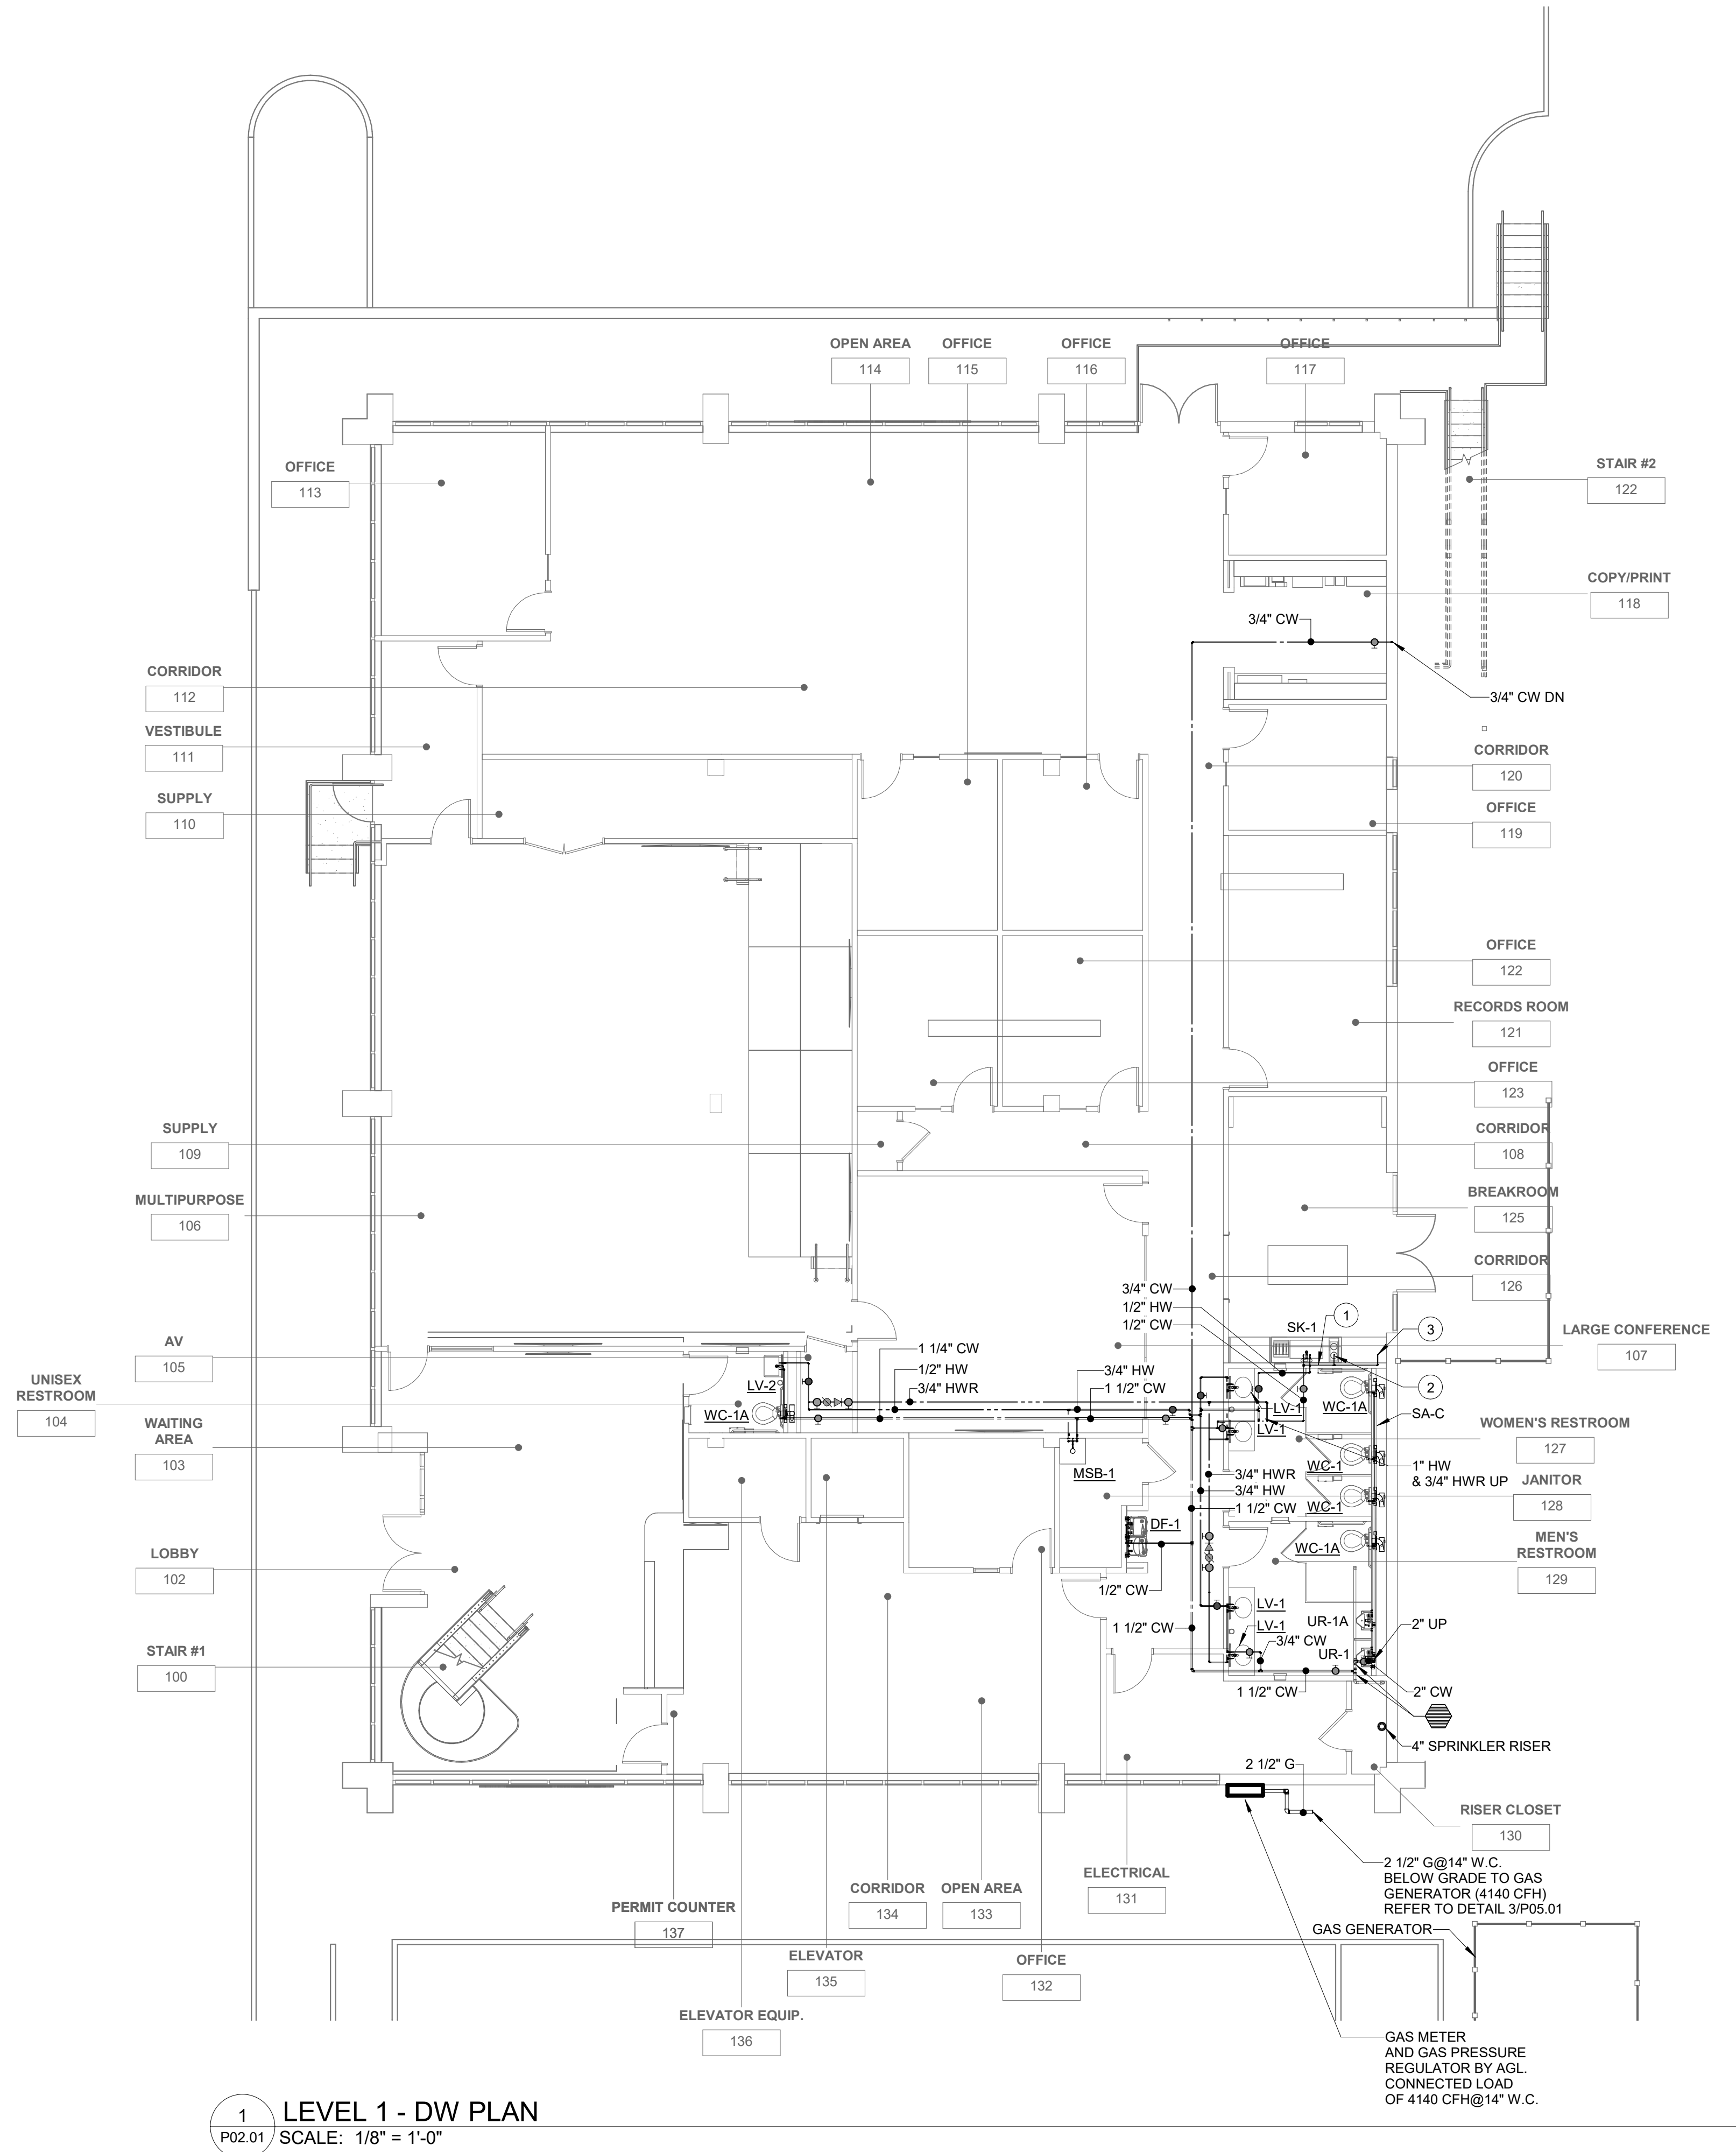 OPEN AREA
114
OFFICE
115
OFFICE
116
OFFICE
117
OFFICE
113
STAIR #2
122
COPY/PRINT
118
3/4" CW
3/4" CW DN
CORRIDOR
112
VESTIBULE
111
SUPPLY
110
CORRIDOR
120
OFFICE
119
OFFICE
122
RECORDS ROOM
121
OFFICE
123
SUPPLY
109
CORRIDOR
108
MULTIPURPOSE
106
BREAKROOM
125
CORRIDOR
126
3/4" CW
1/2" HW
1/2" CW
SK-1
1
3
2
LARGE CONFERENCE
107
AV
105
UNISEX
RESTROOM
104
LV-2
WC-1A
1 1/4" CW
1/2" HW
3/4" HWR
3/4" HW
1 1/2" CW
LV-1
LV-1
WC-1A
SA-C
WAITING
AREA
103
WOMEN'S RESTROOM
127
WC-1
1" HW
& 3/4" HWR UP
MSB-1
3/4" HWR
3/4" HW
1 1/2" CW
WC-1
JANITOR
128
DF-1
WC-1A
MEN'S
RESTROOM
129
LOBBY
102
1/2" CW
LV-1
LV-1
UR-1A
2" UP
1 1/2" CW
3/4" CW
UR-1
STAIR #1
100
1 1/2" CW
2" CW
4" SPRINKLER RISER
2 1/2" G
RISER CLOSET
130
2 1/2" G@14" W.C.
BELOW GRADE TO GAS
GENERATOR (4140 CFH)
REFER TO DETAIL 3/P05.01
ELECTRICAL
131
CORRIDOR
134
OPEN AREA
133
PERMIT COUNTER
137
GAS GENERATOR
ELEVATOR
135
OFFICE
132
ELEVATOR EQUIP.
136
GAS METER
AND GAS PRESSURE
REGULATOR BY AGL.
CONNECTED LOAD
OF 4140 CFH@14" W.C.
1
P02.01
LEVEL 1 - DW PLAN
SCALE: 1/8" = 1'-0"